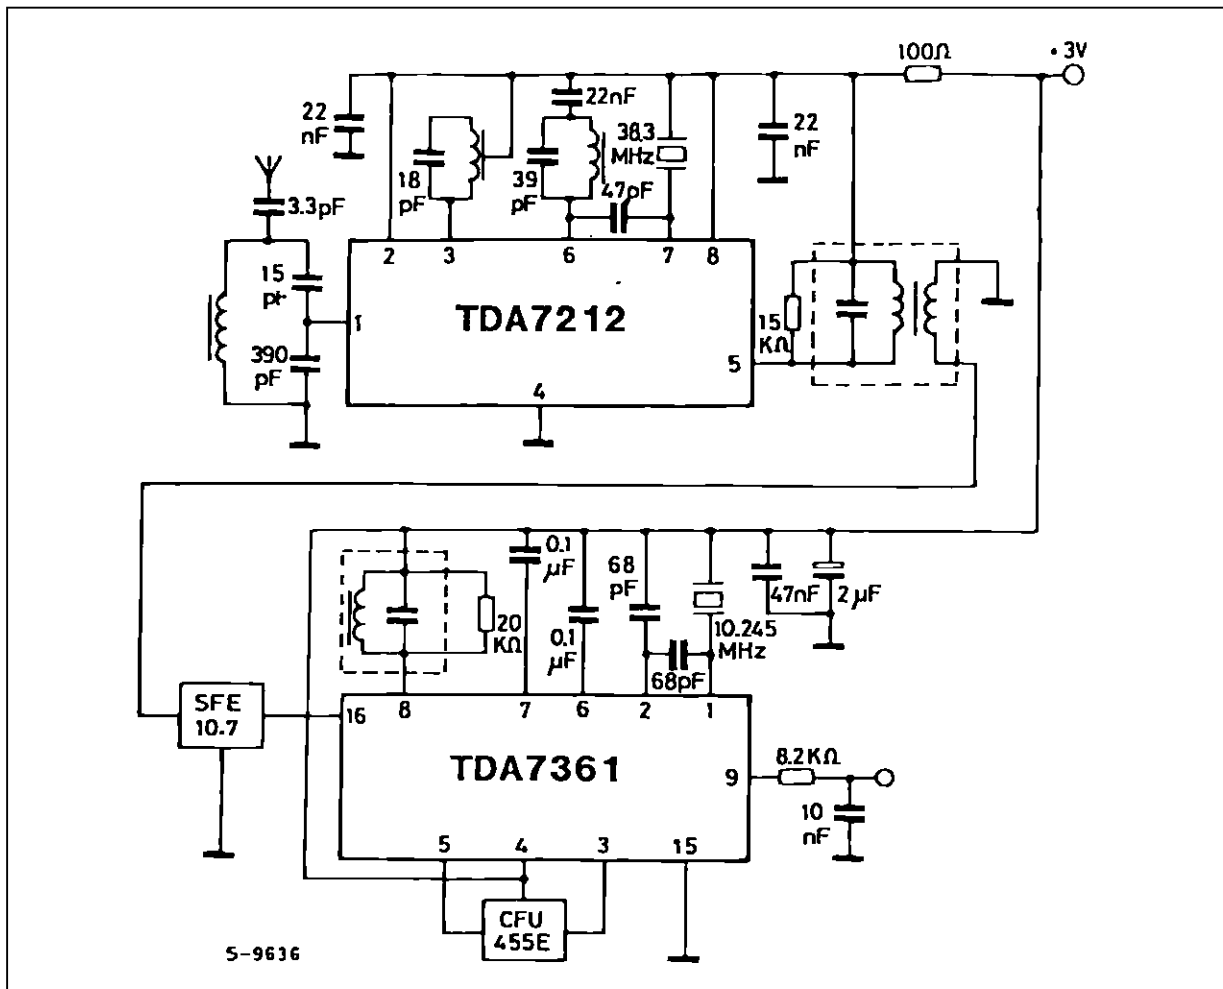 100Ω
· 3V
22
nF
22nF
38.3
MHz
22
nF
18
pF
39
pF
47pF
3.3pF
2
3
6
7
8
15
pF
1
TDA7212
15
KΩ
390
pF
5
4
0.1
µF
68
pF
47nF
2µF
20
KΩ
0.1
µF
10.245
MHz
68pF
SFE
10.7
16
8
7
6
2
1
TDA7361
9
8.2KΩ
10
nF
5
4
3
15
CFU
455E
S-9636